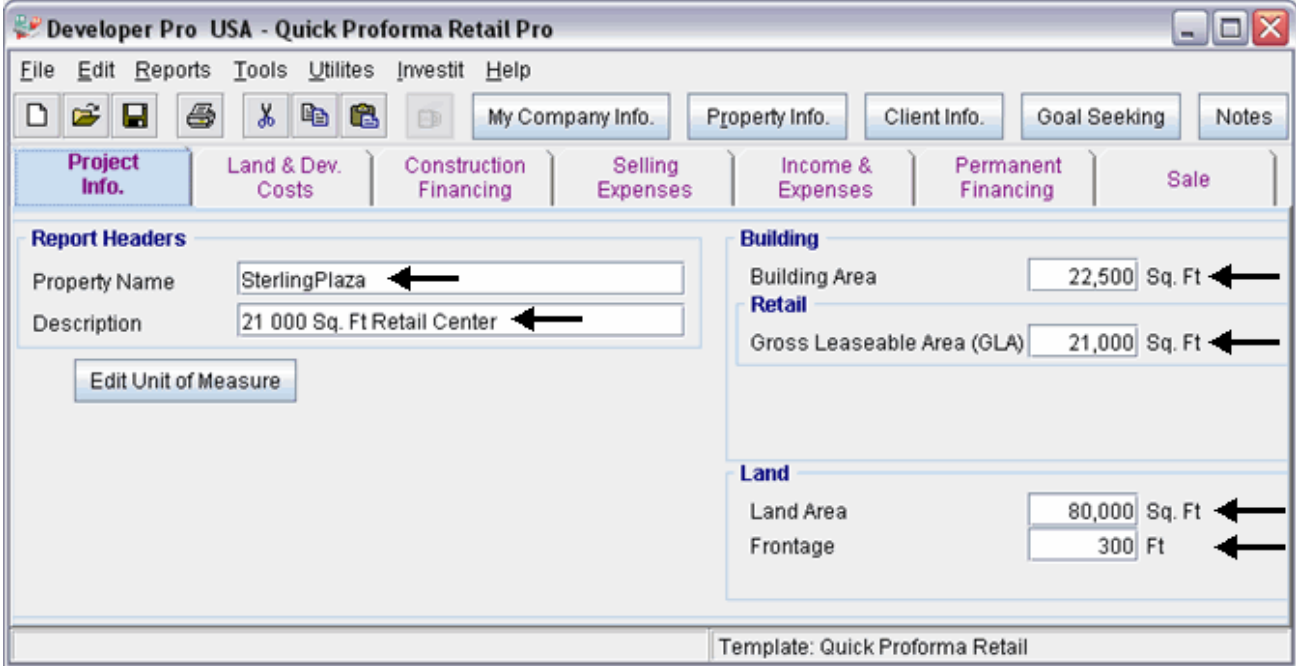 Developer Pro USA - Quick Proforma Retail Pro
File Edit Reports Tools Utilites Investit Help
My Company Info. Property Info. Client Info. Goal Seeking Notes
Project Info. Land & Dev. Costs Construction Financing Selling Expenses Income & Expenses Permanent Financing Sale
Report Headers
Property Name SterlingPlaza
Description 21 000 Sq. Ft Retail Center
Edit Unit of Measure
Building
Building Area 22,500 Sq. Ft
Retail
Gross Leaseable Area (GLA) 21,000 Sq. Ft
Land
Land Area 80,000 Sq. Ft
Frontage 300 Ft
Template: Quick Proforma Retail